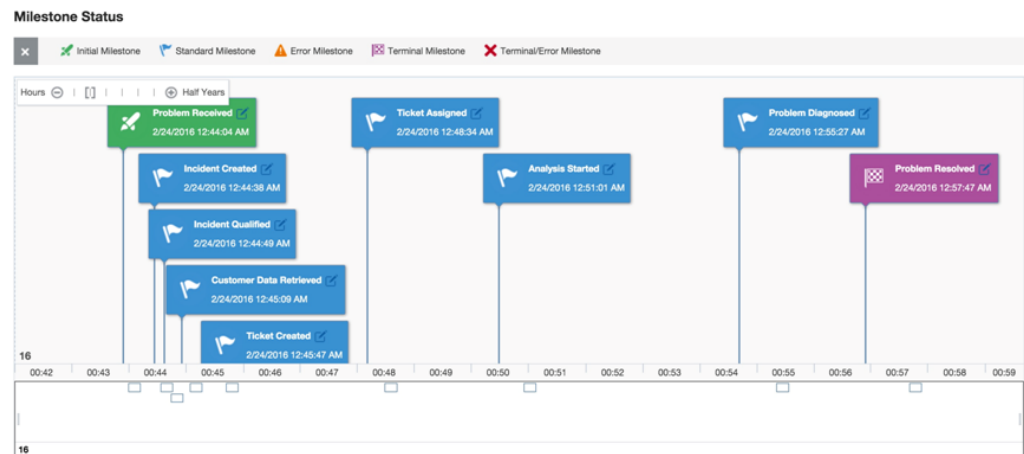 Milestone Status
× Initial Milestone Standard Milestone Error Milestone Terminal Milestone Terminal/Error Milestone
Hours Half Years
Problem Received
2/24/2016 12:44:04 AM
Ticket Assigned
2/24/2016 12:48:34 AM
Problem Diagnosed
2/24/2016 12:55:27 AM
Incident Created
2/24/2016 12:44:38 AM
Analysis Started
2/24/2016 12:51:01 AM
Problem Resolved
2/24/2016 12:57:47 AM
Incident Qualified
2/24/2016 12:44:49 AM
Customer Data Retrieved
2/24/2016 12:45:09 AM
Ticket Created
2/24/2016 12:45:47 AM
16
00:42 00:43 00:44 00:45 00:46 00:47 00:48 00:49 00:50 00:51 00:52 00:53 00:54 00:55 00:56 00:57 00:58 00:59
16